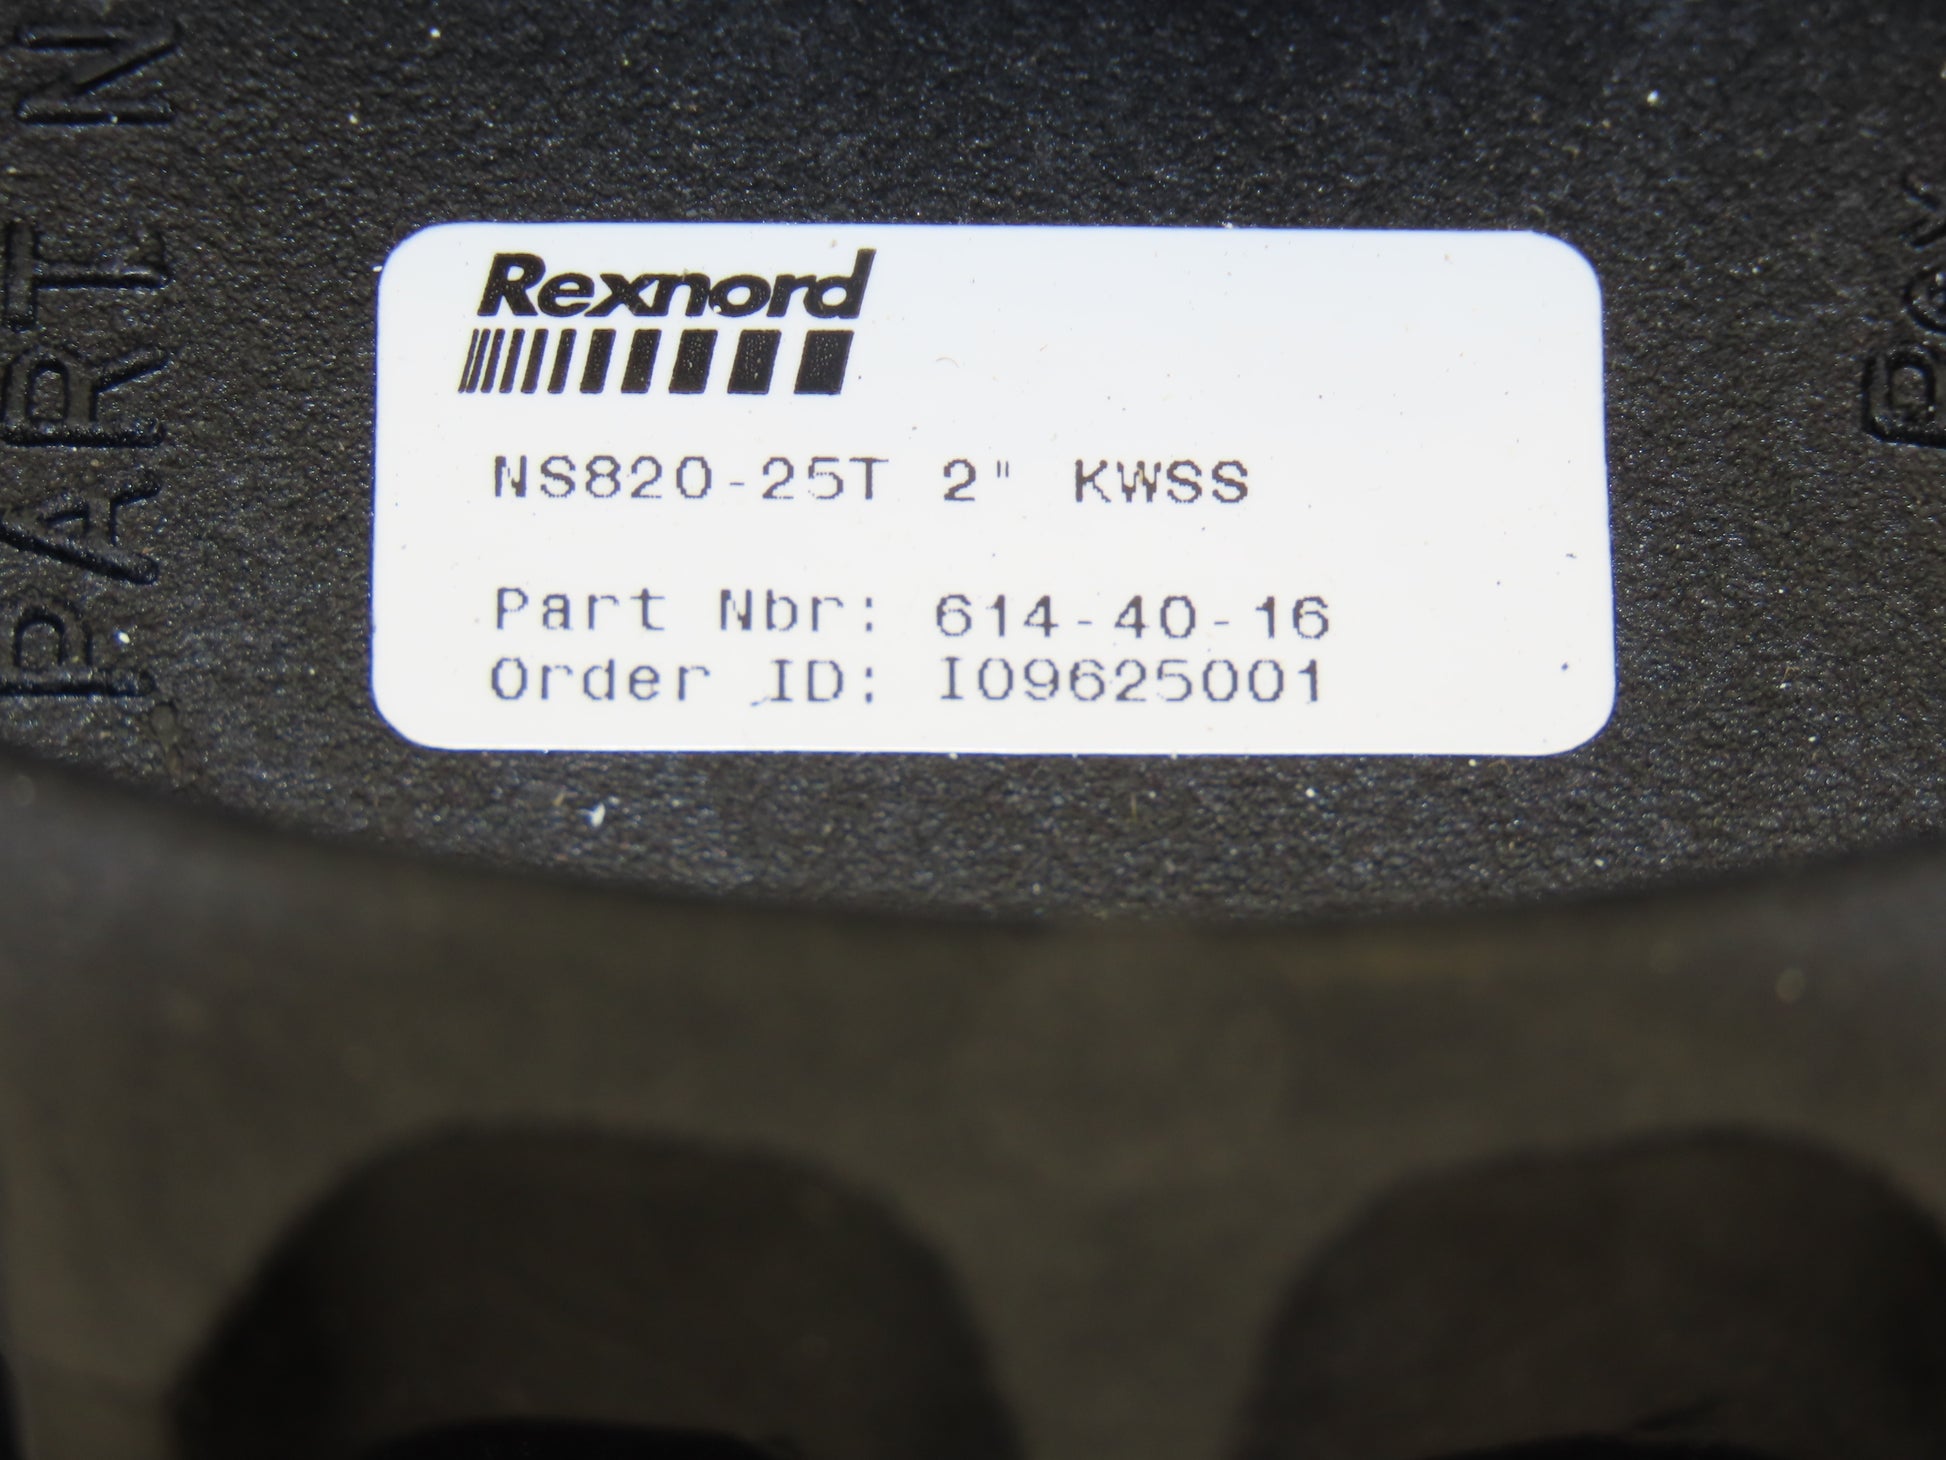 PART N
Rexnord
NS820-25T 2" KWSS
Part Nbr: 614-40-16
Order ID: I09625001